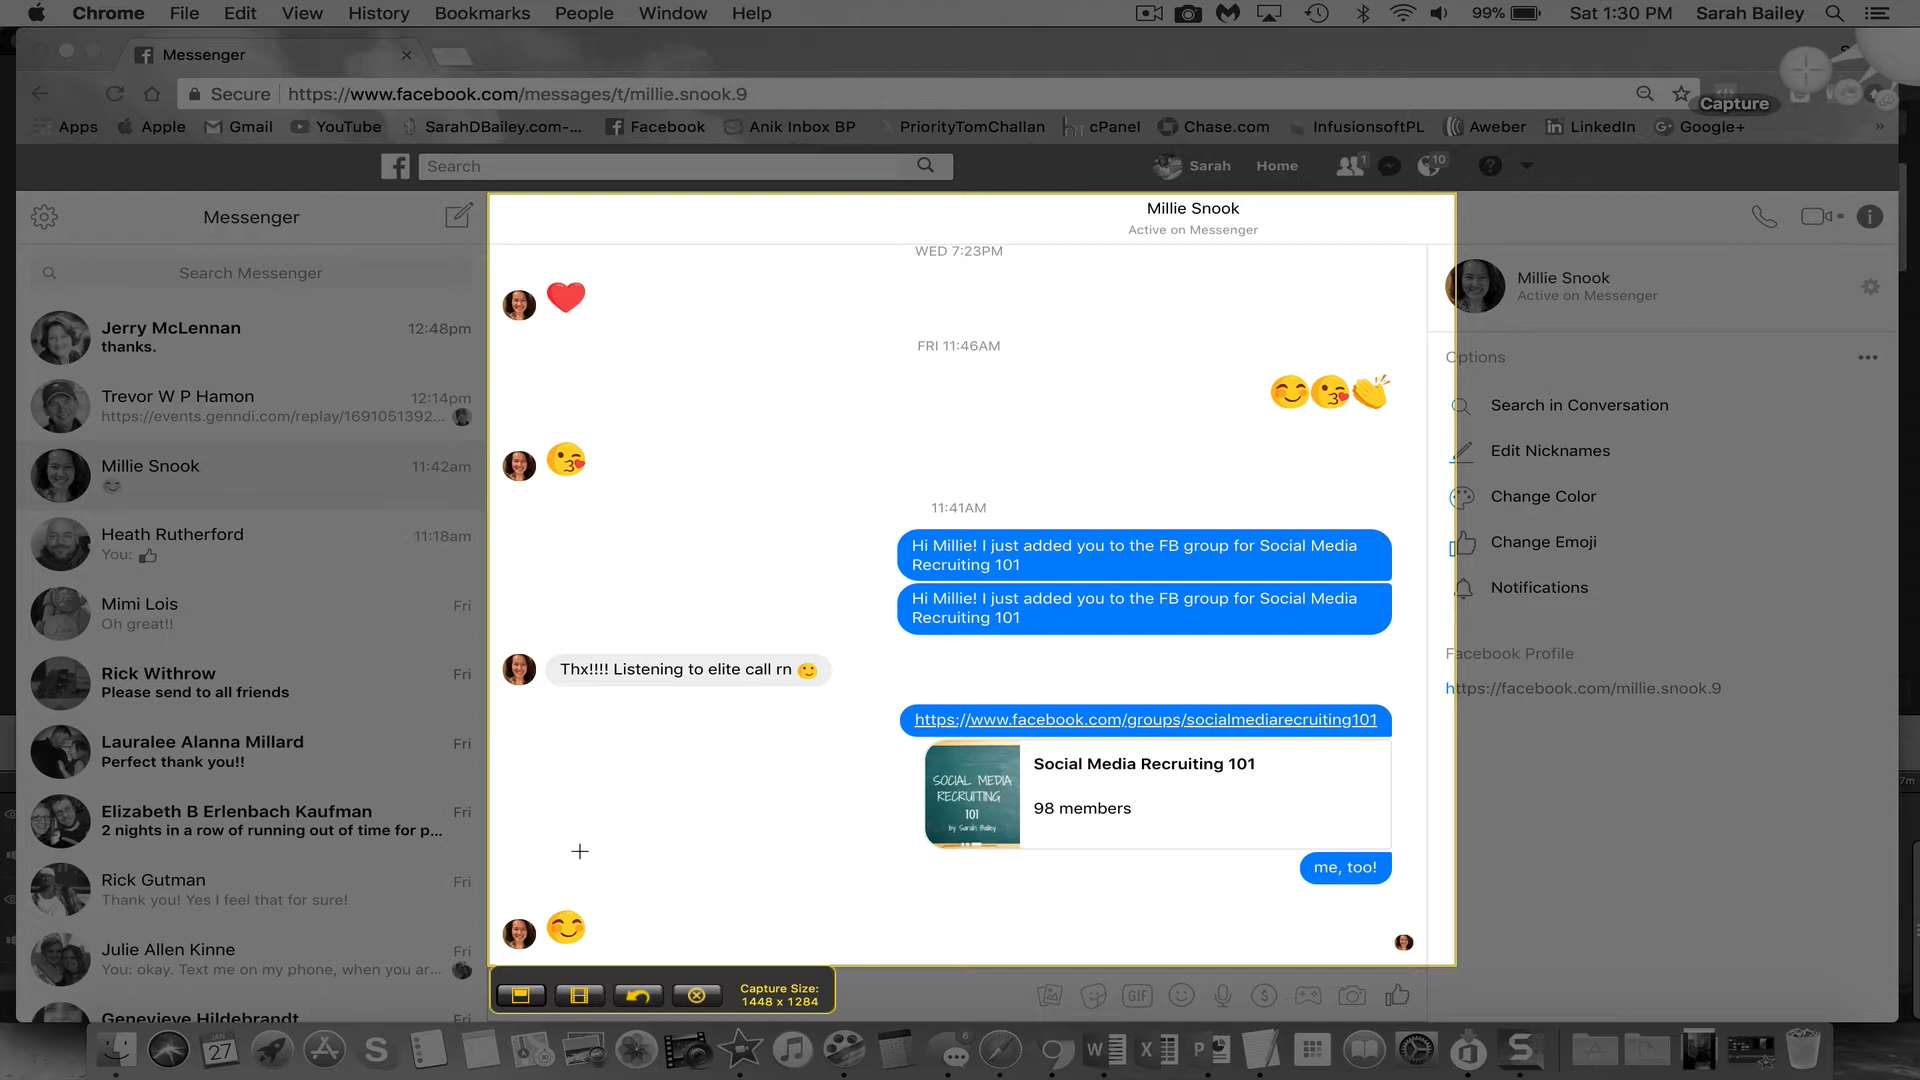 Chrome File Edit View History Bookmarks People Window Help 99% Sat 1:30 PM Sarah Bailey
Messenger
Secure https://www.facebook.com/messages/t/millie.snook.9
Capture
Apps Apple Gmail YouTube SarahDBailey.com-... Facebook Anik Inbox BP PriorityTomChallan cPanel Chase.com InfusionsoftPL Aweber LinkedIn Google+ »
Search
Sarah Home 1 10
Messenger
Search Messenger
Jerry McLennan 12:48pm
thanks.
Trevor W P Hamon 12:14pm
https://events.genndi.com/replay/1691051392...
Millie Snook 11:42am
Heath Rutherford 11:18am
You:
Mimi Lois Fri
Oh great!!
Rick Withrow Fri
Please send to all friends
Lauralee Alanna Millard Fri
Perfect thank you!!
Elizabeth B Erlenbach Kaufman Fri
2 nights in a row of running out of time for p...
Rick Gutman Fri
Thank you! Yes I feel that for sure!
Julie Allen Kinne Fri
You: okay. Text me on my phone, when you ar...
Genevieve Hildebrandt Fri
Millie Snook
Active on Messenger
WED 7:23PM
FRI 11:46AM
11:41AM
Hi Millie! I just added you to the FB group for Social Media
Recruiting 101
Hi Millie! I just added you to the FB group for Social Media
Recruiting 101
Thx!!!! Listening to elite call rn
https://www.facebook.com/groups/socialmediarecruiting101
SOCIAL MEDIA
RECRUITING
101
by Sarah Bailey
Social Media Recruiting 101
98 members
me, too!
Capture Size:
1448 x 1284
GIF
Millie Snook
Active on Messenger
Options
Search in Conversation
Edit Nicknames
Change Color
Change Emoji
Notifications
Facebook Profile
https://facebook.com/millie.snook.9
7m
JAN
27
6